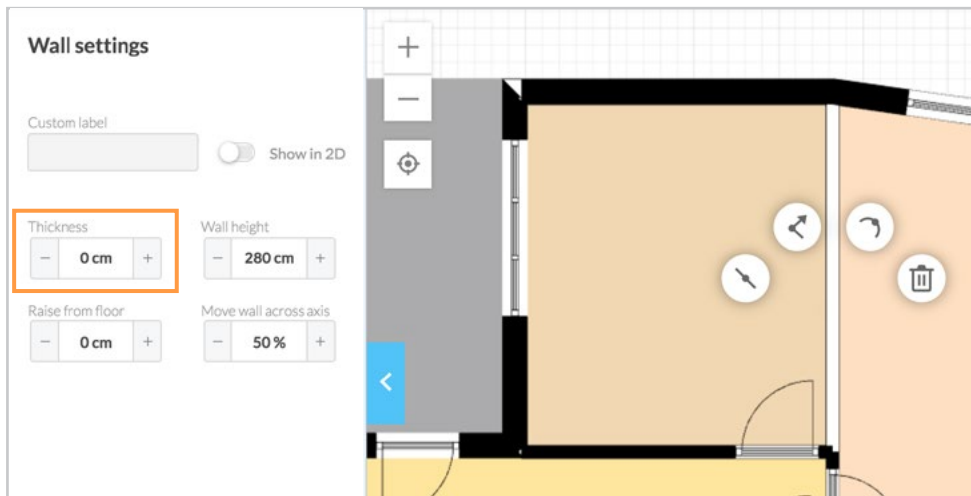 Wall settings
Custom label
Show in 2D
Thickness
Wall height
− 0 cm +
− 280 cm +
Raise from floor
Move wall across axis
− 0 cm +
− 50 % +